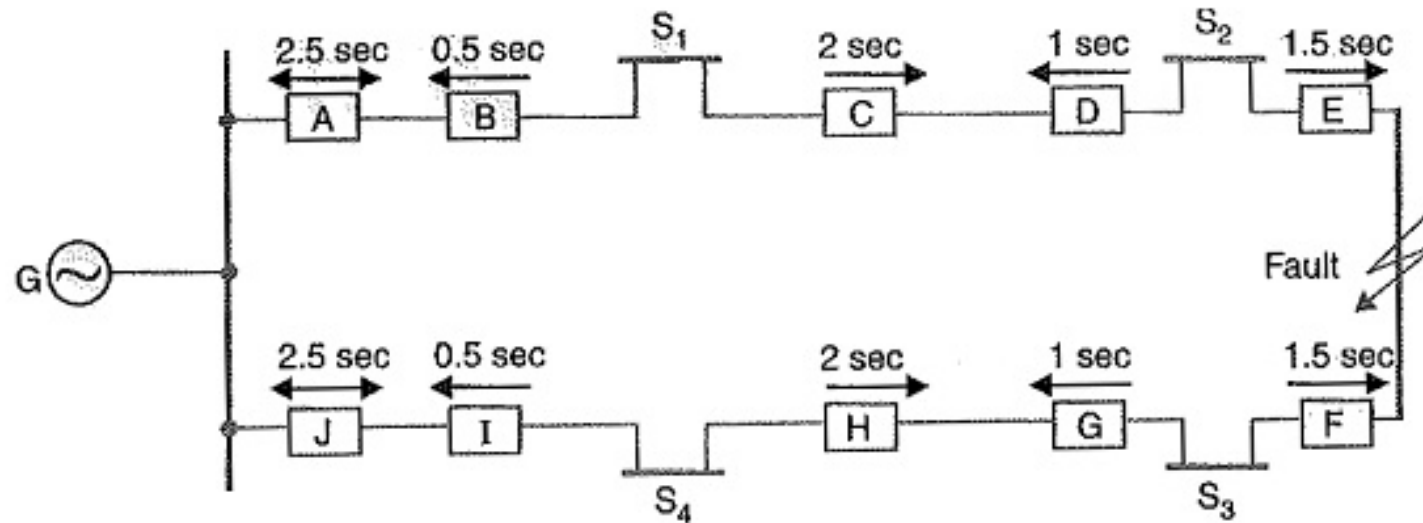 2.5 sec 0.5 sec S1 2 sec 1 sec S2 1.5 sec
A B C D E
G Fault
2.5 sec 0.5 sec 2 sec 1 sec 1.5 sec
J I H G F
S4 S3